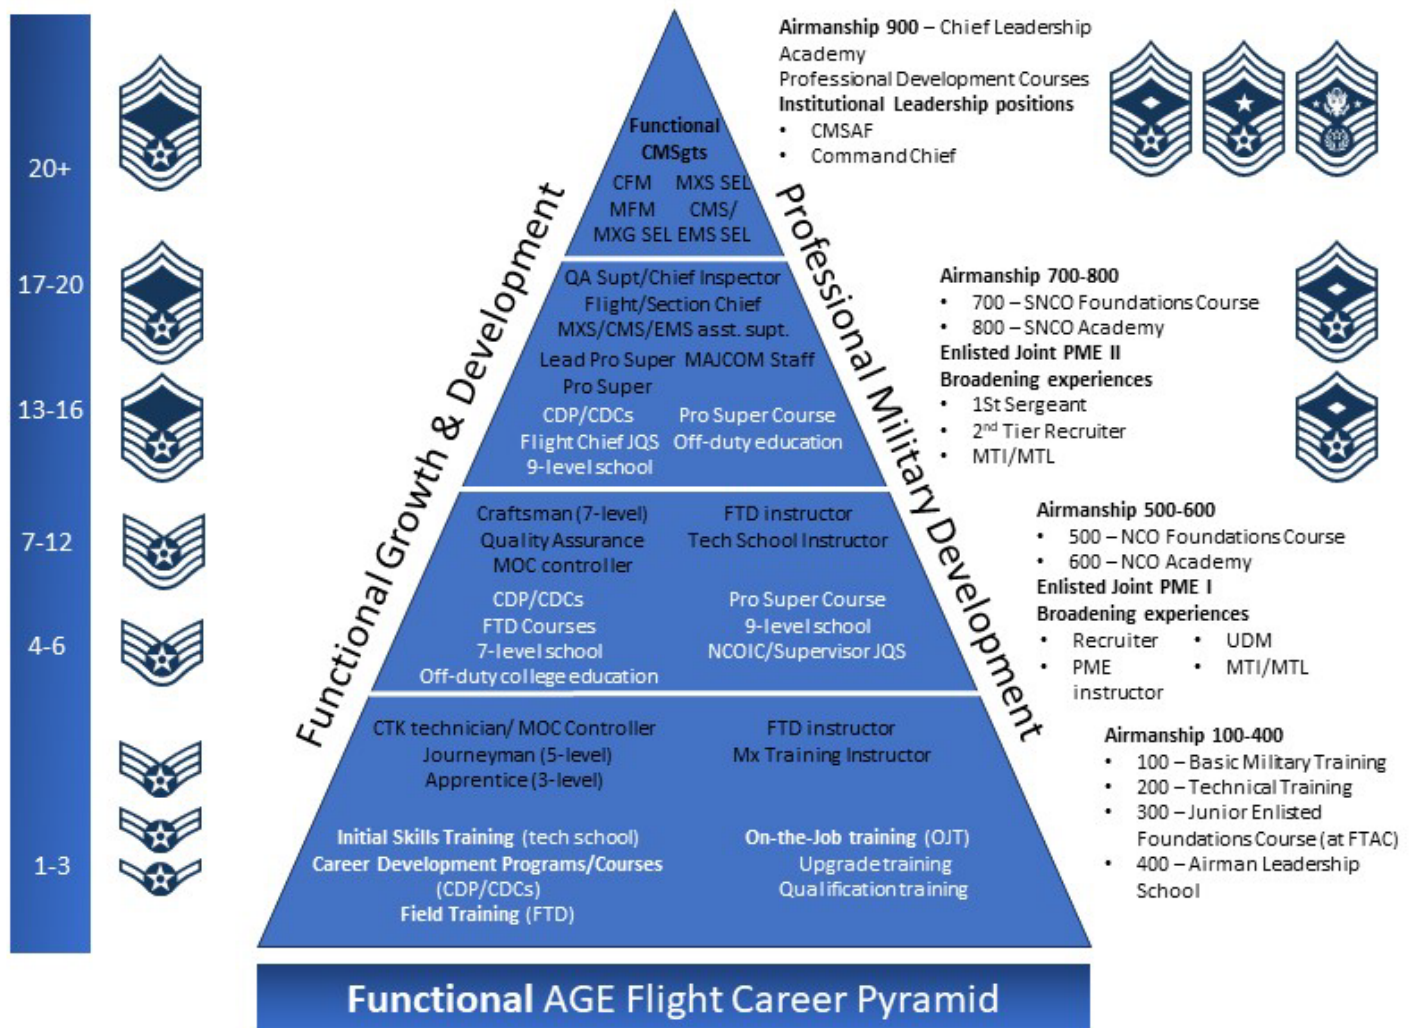 20+
17-20
13-16
7-12
4-6
1-3
Functional Growth & Development
Functional
CMSgts
CFM MXS SEL
MFM CMS/
MXG SEL EMS SEL
QA Supt/Chief Inspector
Flight/Section Chief
MXS/CMS/EMS asst. supt.
Lead Pro Super MAJCOM Staff
Pro Super
CDP/CDCs Pro Super Course
Flight Chief JQS Off-duty education
9-level school
Craftsman (7-level) FTD instructor
Quality Assurance Tech School Instructor
MOC controller
CDP/CDCs Pro Super Course
FTD Courses 9-level school
7-level school NCOIC/Supervisor JQS
Off-duty college education
CTK technician/ MOC Controller FTD instructor
Journeyman (5-level) Mx Training Instructor
Apprentice (3-level)
Initial Skills Training (tech school) On-the-Job training (OJT)
Career Development Programs/Courses Upgrade training
(CDP/CDCs) Qualification training
Field Training (FTD)
Professional Military Development
Airmanship 900 – Chief Leadership
Academy
Professional Development Courses
Institutional Leadership positions
• CMSAF
• Command Chief
Airmanship 700-800
• 700 – SNCO Foundations Course
• 800 – SNCO Academy
Enlisted Joint PME II
Broadening experiences
• 1St Sergeant
• 2nd Tier Recruiter
• MTI/MTL
Airmanship 500-600
• 500 – NCO Foundations Course
• 600 – NCO Academy
Enlisted Joint PME I
Broadening experiences
• Recruiter • UDM
• PME • MTI/MTL
instructor
Airmanship 100-400
• 100 – Basic Military Training
• 200 – Technical Training
• 300 – Junior Enlisted
Foundations Course (at FTAC)
• 400 – Airman Leadership
School
Functional AGE Flight Career Pyramid